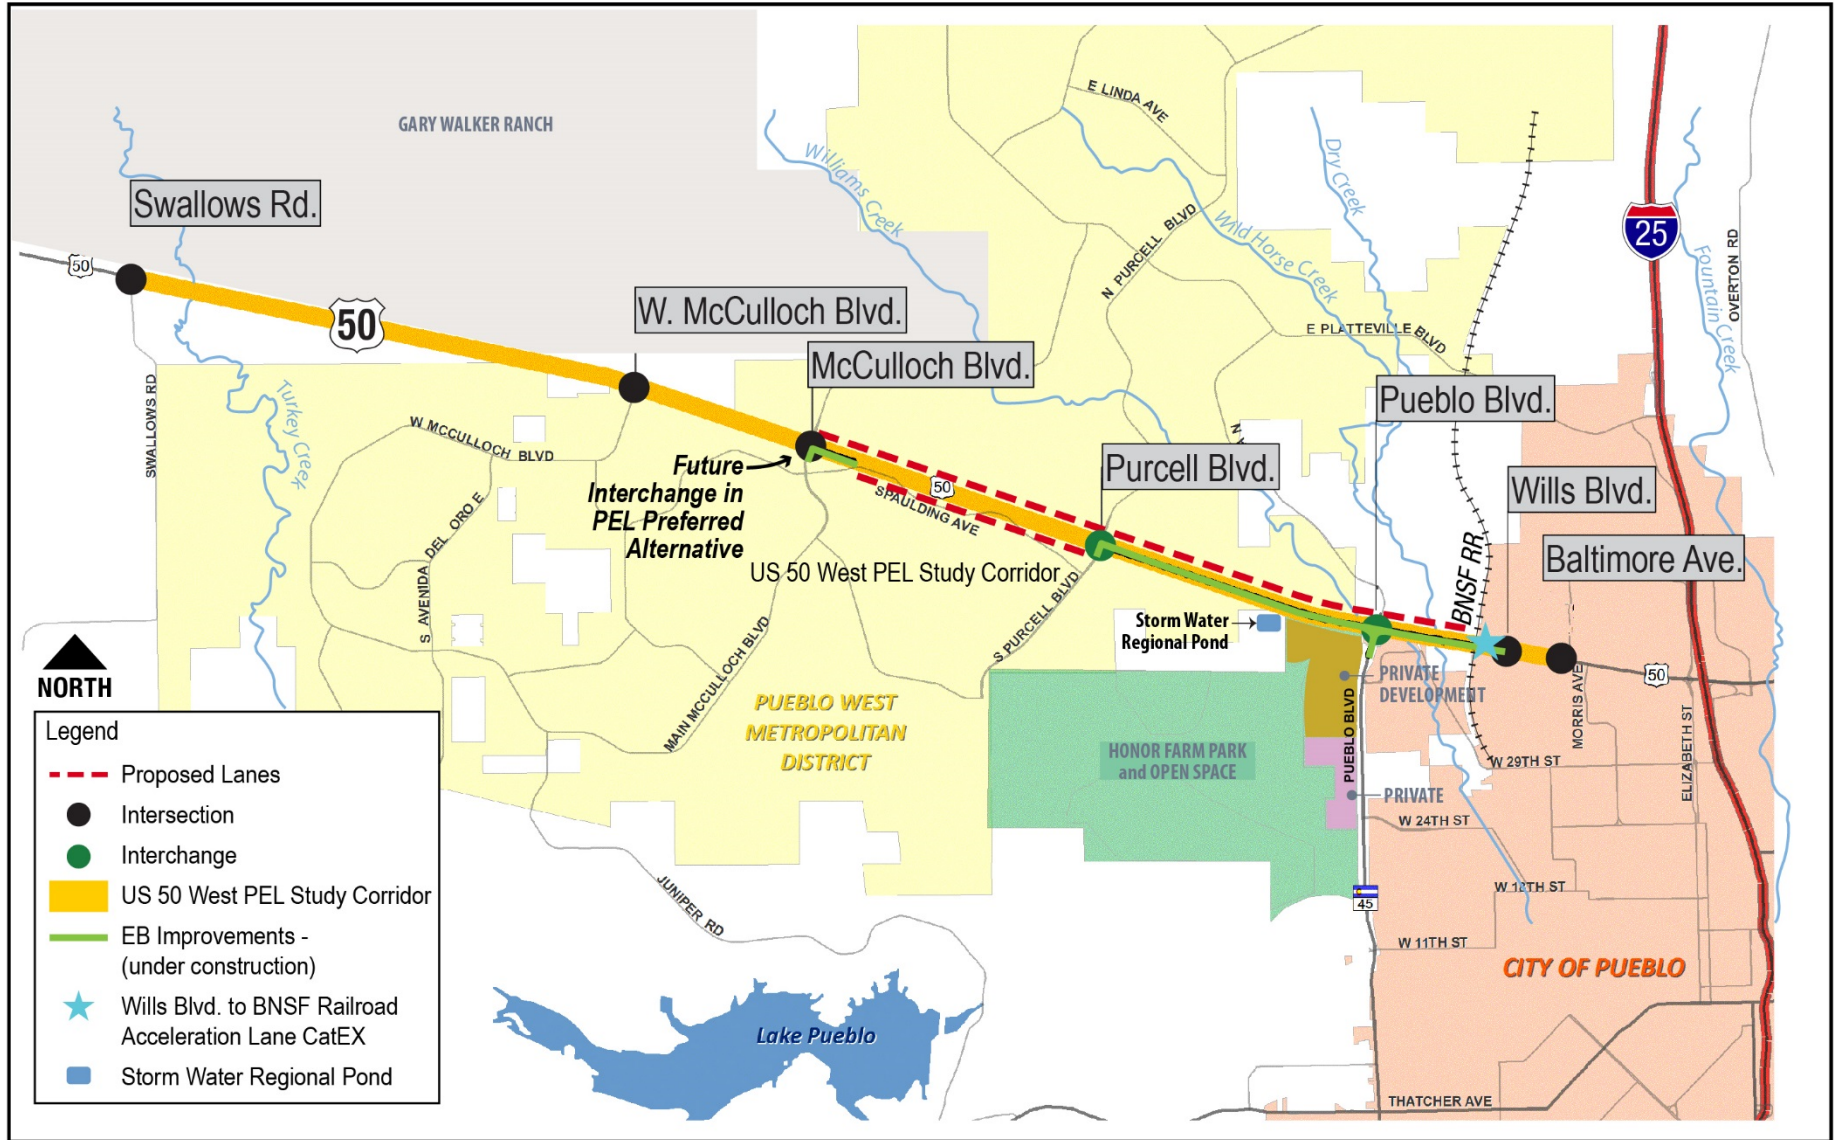 GARY WALKER RANCH
Swallows Rd.
50
50
W. McCulloch Blvd.
McCulloch Blvd.
Pueblo Blvd.
Purcell Blvd.
Wills Blvd.
Baltimore Ave.
E LINDA AVE
Williams Creek
Dry Creek
Wild Horse Creek
N PURCELL BLVD
E PLATTEVILLE BLVD
25
OVERTON RD
Fountain Creek
SWALLOWS RD
Turkey Creek
W MCCULLOCH BLVD
S AVENIDA DEL ORO E
Future
Interchange in
PEL Preferred
Alternative
50
SPAULDING AVE
US 50 West PEL Study Corridor
S PURCELL BLVD
MAIN MCCULLOCH BLVD
BNSF RR
Storm Water
Regional Pond
50
PRIVATE
DEVELOPMENT
PUEBLO BLVD
MORRIS AVE
ELIZABETH ST
PUEBLO WEST
METROPOLITAN
DISTRICT
HONOR FARM PARK
and OPEN SPACE
PRIVATE
W 29TH ST
W 24TH ST
W 18TH ST
45
W 11TH ST
CITY OF PUEBLO
JUNIPER RD
Lake Pueblo
THATCHER AVE
NORTH
Legend
Proposed Lanes
Intersection
Interchange
US 50 West PEL Study Corridor
EB Improvements -
(under construction)
Wills Blvd. to BNSF Railroad
Acceleration Lane CatEX
Storm Water Regional Pond